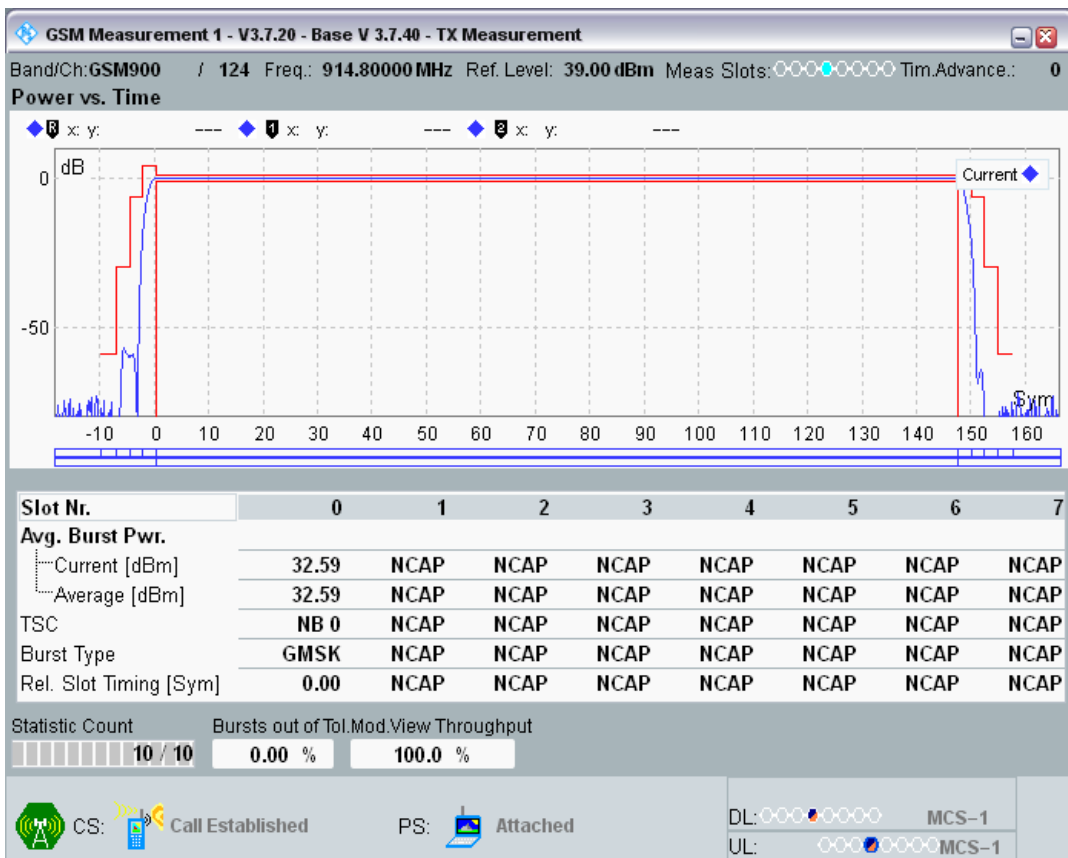 GSM Measurement 1 - V3.7.20 - Base V 3.7.40 - TX Measurement
Band/Ch:GSM900 / 124 Freq.: 914.80000 MHz Ref. Level: 39.00 dBm Meas Slots: Tim.Advance.: 0
Power vs. Time
R x: y: --- 1 x: y: --- 2 x: y: ---
dB
Current
0
-50
Sym
-10 0 10 20 30 40 50 60 70 80 90 100 110 120 130 140 150 160
Slot Nr. 0 1 2 3 4 5 6 7
Avg. Burst Pwr.
Current [dBm] 32.59 NCAP NCAP NCAP NCAP NCAP NCAP NCAP
Average [dBm] 32.59 NCAP NCAP NCAP NCAP NCAP NCAP NCAP
TSC NB 0 NCAP NCAP NCAP NCAP NCAP NCAP NCAP
Burst Type GMSK NCAP NCAP NCAP NCAP NCAP NCAP NCAP
Rel. Slot Timing [Sym] 0.00 NCAP NCAP NCAP NCAP NCAP NCAP NCAP
Statistic Count Bursts out of Tol.Mod.View Throughput
10 / 10 0.00 % 100.0 %
CS: Call Established PS: Attached DL: MCS-1
UL: MCS-1